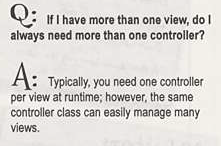 Q: If I have more than one view, do I
always need more than one controller?
A: Typically, you need one controller
per view at runtime; however, the same
controller class can easily manage many
views.